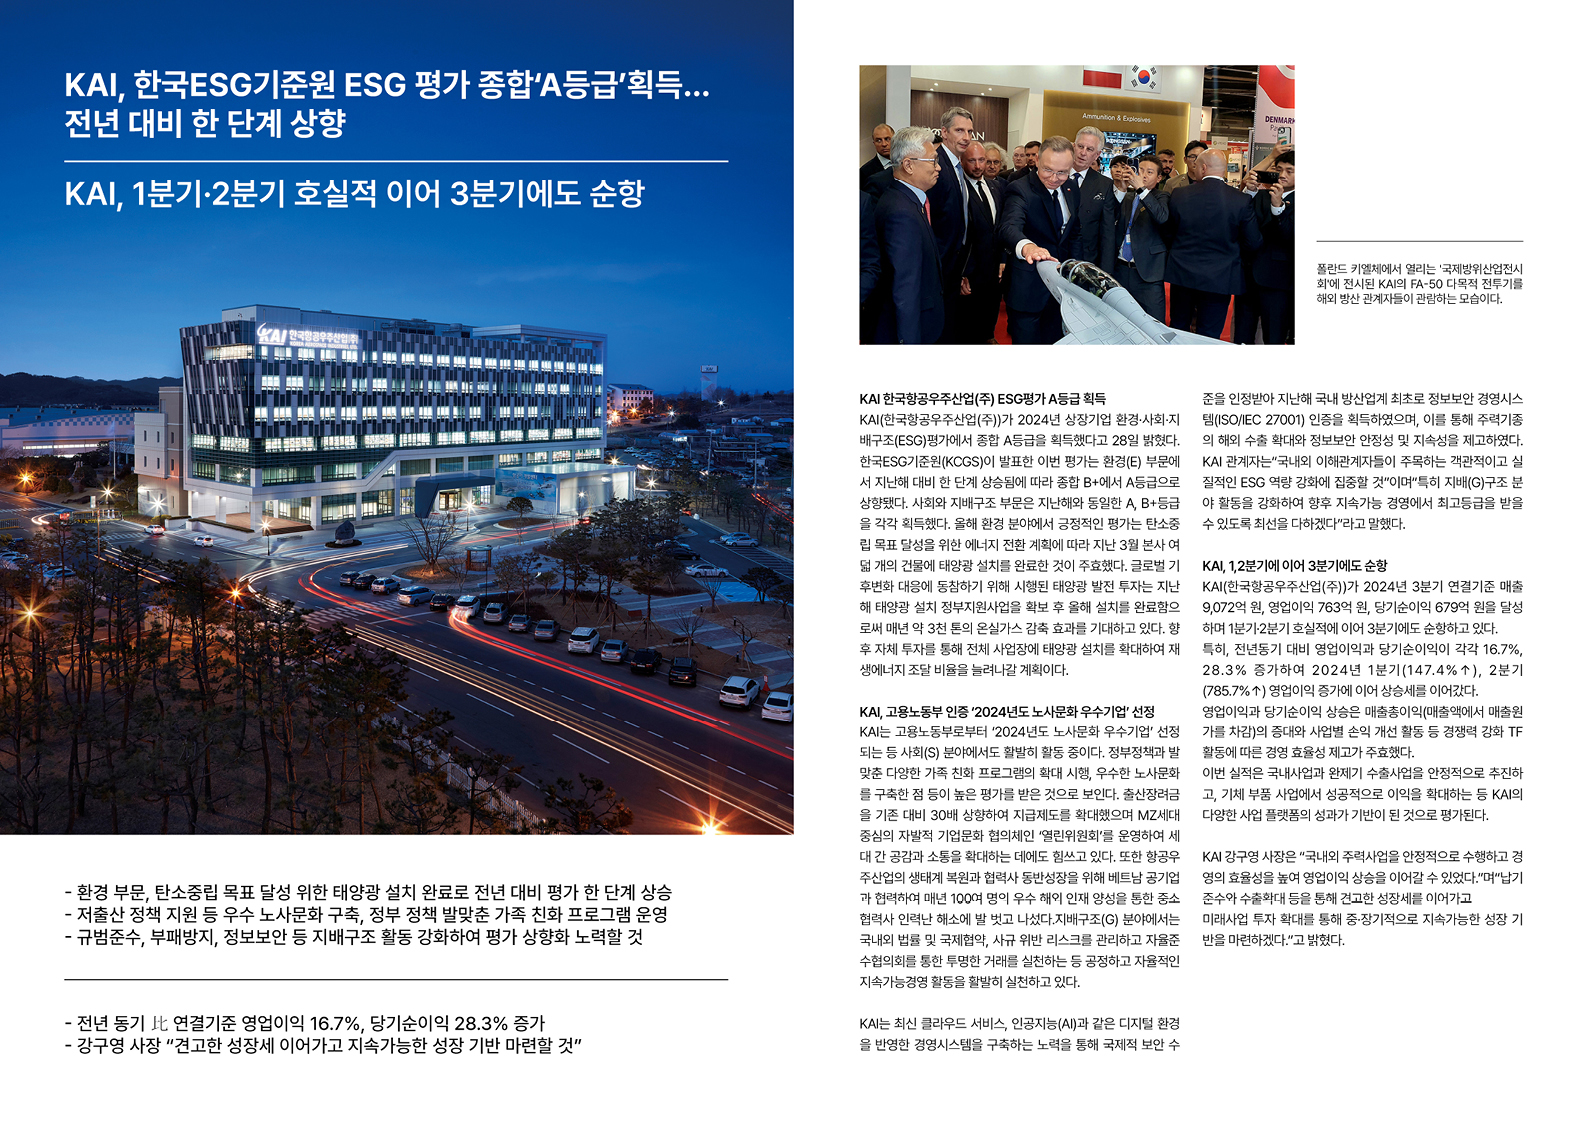 KAI, 한국ESG기준원 ESG 평가 종합‘A등급’획득...
전년 대비 한 단계 상향
KAI, 1분기·2분기 호실적 이어 3분기에도 순항
KAI 한국항공우주산업(주)
KOREA AEROSPACE INDUSTRIES, LTD.
- 환경 부문, 탄소중립 목표 달성 위한 태양광 설치 완료로 전년 대비 평가 한 단계 상승
- 저출산 정책 지원 등 우수 노사문화 구축, 정부 정책 발맞춘 가족 친화 프로그램 운영
- 규범준수, 부패방지, 정보보안 등 지배구조 활동 강화하여 평가 상향화 노력할 것
- 전년 동기 比 연결기준 영업이익 16.7%, 당기순이익 28.3% 증가
- 강구영 사장 “견고한 성장세 이어가고 지속가능한 성장 기반 마련할 것”
Ammunition & Explosives
DENMARK
폴란드 키엘체에서 열리는 '국제방위산업전시
회'에 전시된 KAI의 FA-50 다목적 전투기를
해외 방산 관계자들이 관람하는 모습이다.
KAI 한국항공우주산업(주) ESG평가 A등급 획득
KAI(한국항공우주산업(주))가 2024년 상장기업 환경·사회·지
배구조(ESG)평가에서 종합 A등급을 획득했다고 28일 밝혔다.
한국ESG기준원(KCGS)이 발표한 이번 평가는 환경(E) 부문에
서 지난해 대비 한 단계 상승됨에 따라 종합 B+에서 A등급으로
상향됐다. 사회와 지배구조 부문은 지난해와 동일한 A, B+등급
을 각각 획득했다. 올해 환경 분야에서 긍정적인 평가는 탄소중
립 목표 달성을 위한 에너지 전환 계획에 따라 지난 3월 본사 여
덟 개의 건물에 태양광 설치를 완료한 것이 주효했다. 글로벌 기
후변화 대응에 동참하기 위해 시행된 태양광 발전 투자는 지난
해 태양광 설치 정부지원사업을 확보 후 올해 설치를 완료함으
로써 매년 약 3천 톤의 온실가스 감축 효과를 기대하고 있다. 향
후 자체 투자를 통해 전체 사업장에 태양광 설치를 확대하여 재
생에너지 조달 비율을 늘려나갈 계획이다.
KAI, 고용노동부 인증 ‘2024년도 노사문화 우수기업’ 선정
KAI는 고용노동부로부터 ‘2024년도 노사문화 우수기업’ 선정
되는 등 사회(S) 분야에서도 활발히 활동 중이다. 정부정책과 발
맞춘 다양한 가족 친화 프로그램의 확대 시행, 우수한 노사문화
를 구축한 점 등이 높은 평가를 받은 것으로 보인다. 출산장려금
을 기존 대비 30배 상향하여 지급제도를 확대했으며 MZ세대
중심의 자발적 기업문화 협의체인 ‘열린위원회’를 운영하여 세
대 간 공감과 소통을 확대하는 데에도 힘쓰고 있다. 또한 항공우
주산업의 생태계 복원과 협력사 동반성장을 위해 베트남 공기업
과 협력하여 매년 100여 명의 우수 해외 인재 양성을 통한 중소
협력사 인력난 해소에 발 벗고 나섰다.지배구조(G) 분야에서는
국내외 법률 및 국제협약, 사규 위반 리스크를 관리하고 자율준
수협의회를 통한 투명한 거래를 실천하는 등 공정하고 자율적인
지속가능경영 활동을 활발히 실천하고 있다.
KAI는 최신 클라우드 서비스, 인공지능(AI)과 같은 디지털 환경
을 반영한 경영시스템을 구축하는 노력을 통해 국제적 보안 수
준을 인정받아 지난해 국내 방산업계 최초로 정보보안 경영시스
템(ISO/IEC 27001) 인증을 획득하였으며, 이를 통해 주력기종
의 해외 수출 확대와 정보보안 안정성 및 지속성을 제고하였다.
KAI 관계자는“국내외 이해관계자들이 주목하는 객관적이고 실
질적인 ESG 역량 강화에 집중할 것”이며“특히 지배(G)구조 분
야 활동을 강화하여 향후 지속가능 경영에서 최고등급을 받을
수 있도록 최선을 다하겠다”라고 말했다.
KAI, 1,2분기에 이어 3분기에도 순항
KAI(한국항공우주산업(주))가 2024년 3분기 연결기준 매출
9,072억 원, 영업이익 763억 원, 당기순이익 679억 원을 달성
하며 1분기·2분기 호실적에 이어 3분기에도 순항하고 있다.
특히, 전년동기 대비 영업이익과 당기순이익이 각각 16.7%,
28.3% 증가하여 2024년 1분기(147.4%↑), 2분기
(785.7%↑) 영업이익 증가에 이어 상승세를 이어갔다.
영업이익과 당기순이익 상승은 매출총이익(매출액에서 매출원
가를 차감)의 증대와 사업별 손익 개선 활동 등 경쟁력 강화 TF
활동에 따른 경영 효율성 제고가 주효했다.
이번 실적은 국내사업과 완제기 수출사업을 안정적으로 추진하
고, 기체 부품 사업에서 성공적으로 이익을 확대하는 등 KAI의
다양한 사업 플랫폼의 성과가 기반이 된 것으로 평가된다.
KAI 강구영 사장은 “국내외 주력사업을 안정적으로 수행하고 경
영의 효율성을 높여 영업이익 상승을 이어갈 수 있었다.”며“납기
준수와 수출확대 등을 통해 견고한 성장세를 이어가고
미래사업 투자 확대를 통해 중·장기적으로 지속가능한 성장 기
반을 마련하겠다.”고 밝혔다.